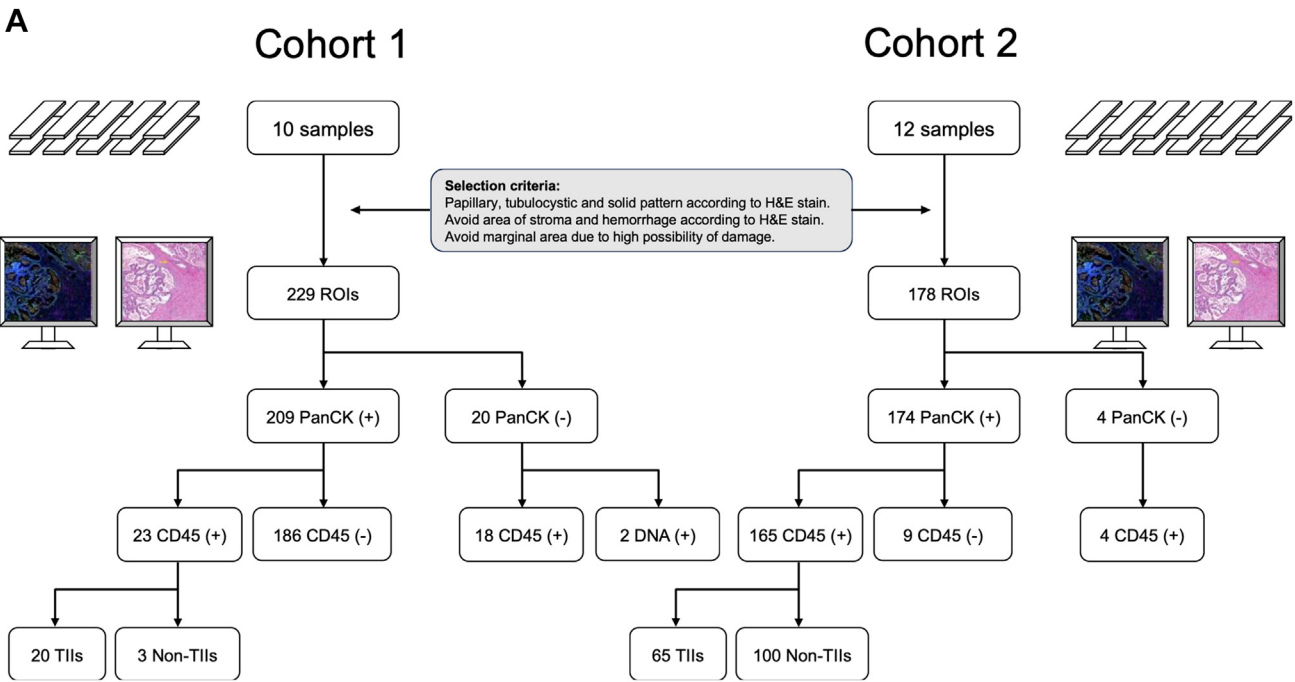 A
Cohort 1
Cohort 2
10 samples
12 samples
Selection criteria:
Papillary, tubulocystic and solid pattern according to H&E stain.
Avoid area of stroma and hemorrhage according to H&E stain.
Avoid marginal area due to high possibility of damage.
229 ROIs
178 ROIs
209 PanCK (+)
20 PanCK (-)
174 PanCK (+)
4 PanCK (-)
23 CD45 (+)
186 CD45 (-)
18 CD45 (+)
2 DNA (+)
165 CD45 (+)
9 CD45 (-)
4 CD45 (+)
20 TIIs
3 Non-TIIs
65 TIIs
100 Non-TIIs